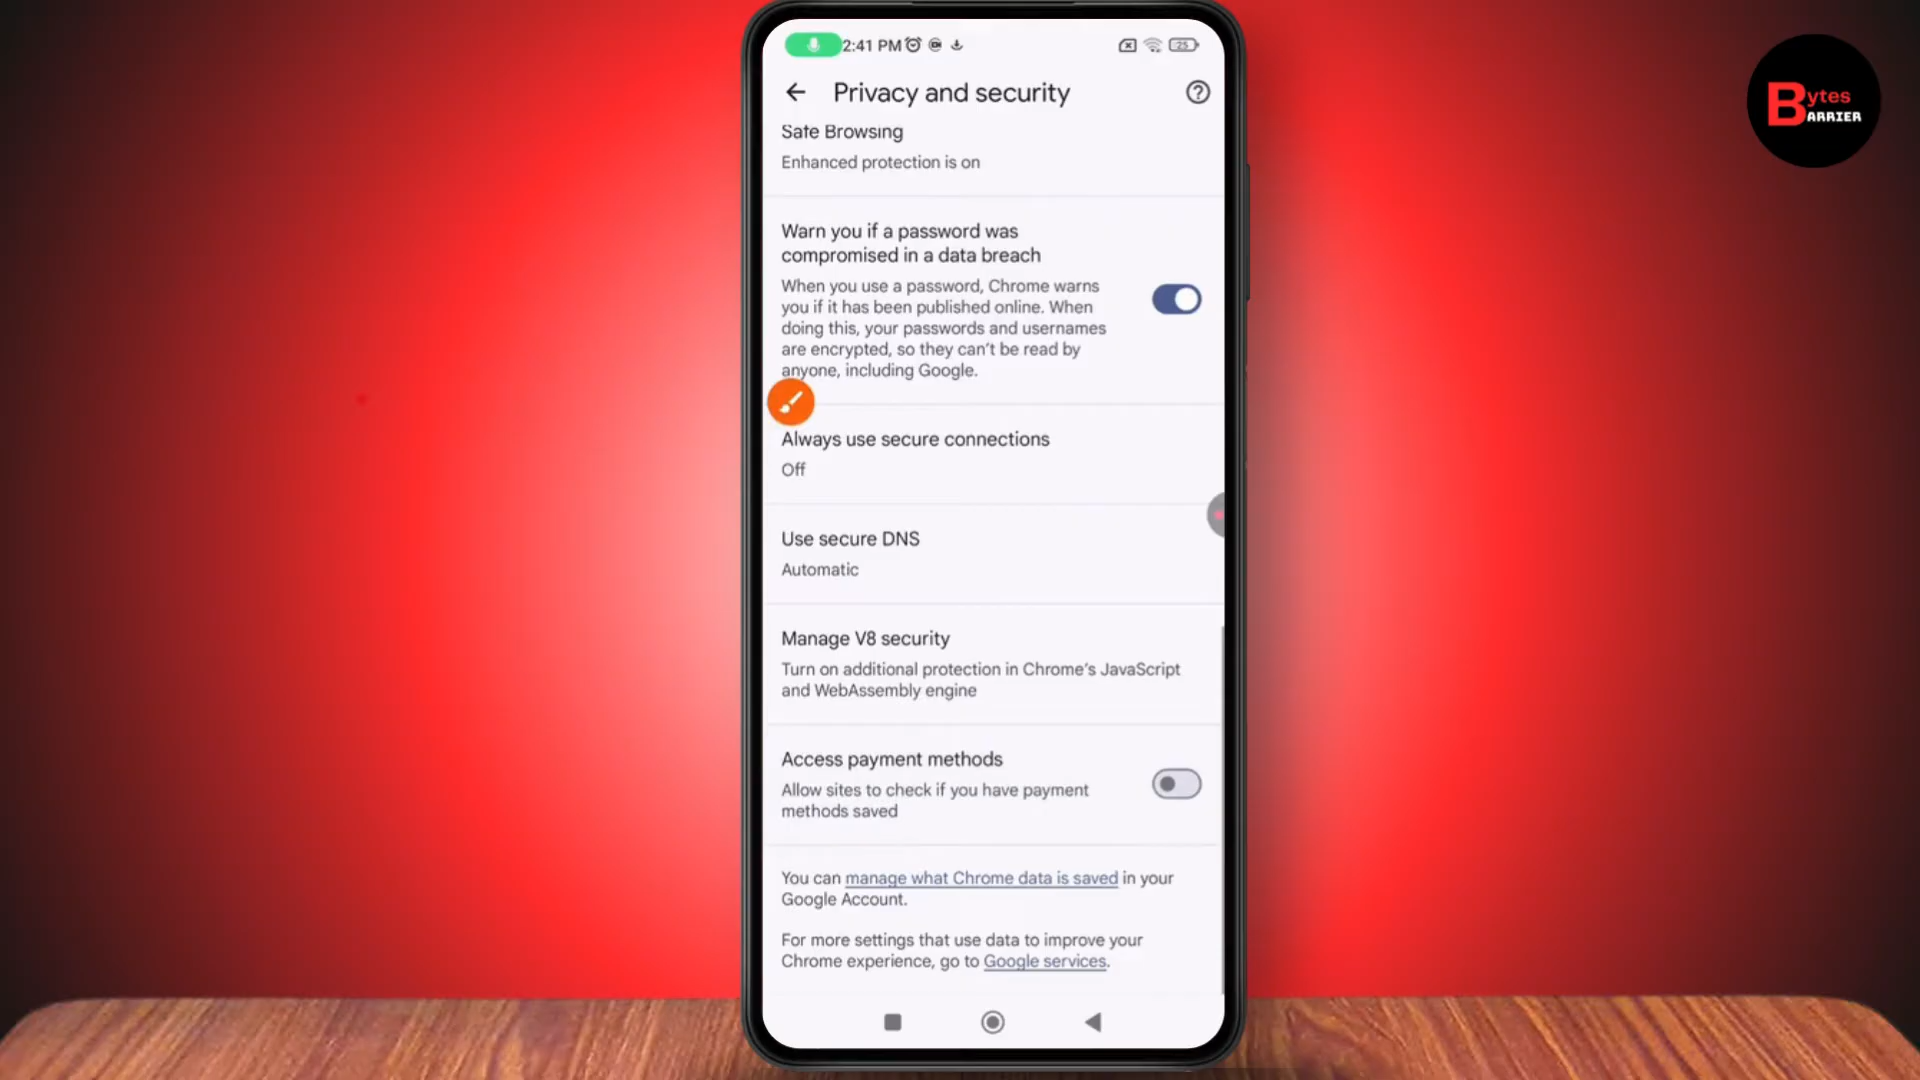 2:41 PM
25
Privacy and security
Safe Browsing
Enhanced protection is on
Warn you if a password was
compromised in a data breach
When you use a password, Chrome warns
you if it has been published online. When
doing this, your passwords and usernames
are encrypted, so they can't be read by
anyone, including Google.
Always use secure connections
Off
Use secure DNS
Automatic
Manage V8 security
Turn on additional protection in Chrome's JavaScript
and WebAssembly engine
Access payment methods
Allow sites to check if you have payment
methods saved
You can manage what Chrome data is saved in your
Google Account.
For more settings that use data to improve your
Chrome experience, go to Google services.
Bytes
BARRIER